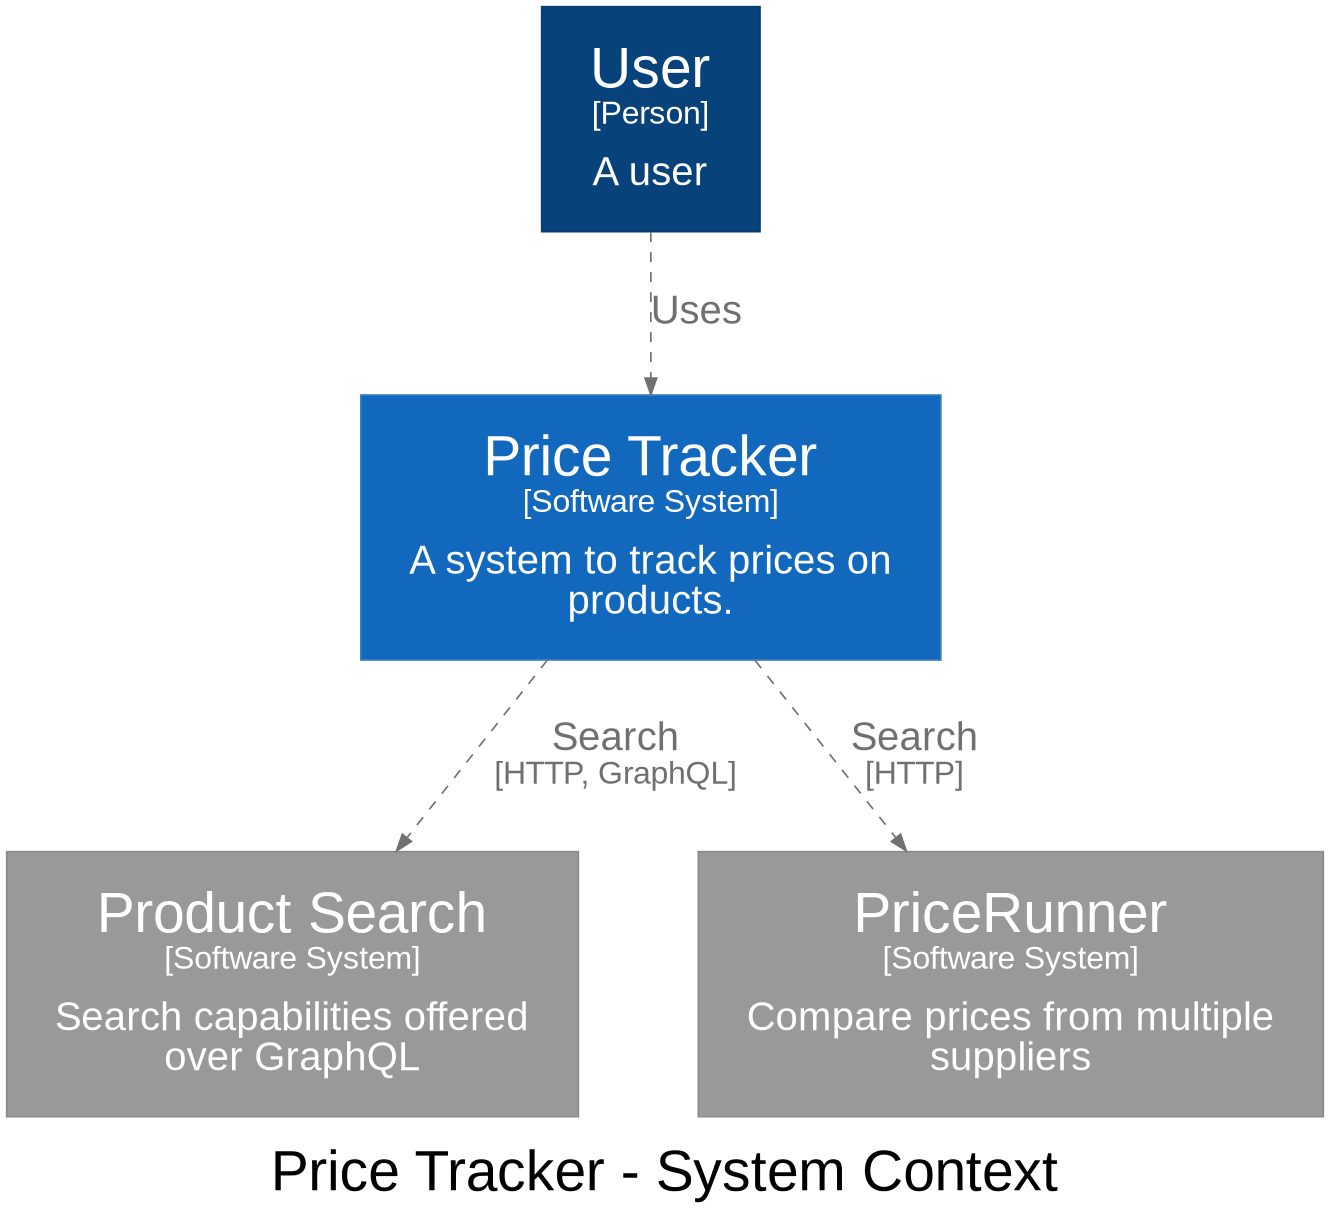 User
[Person]
A user
Uses
Price Tracker
[Software System]
A system to track prices on
products.
Search
[HTTP, GraphQL]
Search
[HTTP]
Product Search
[Software System]
Search capabilities offered
over GraphQL
PriceRunner
[Software System]
Compare prices from multiple
suppliers
Price Tracker - System Context